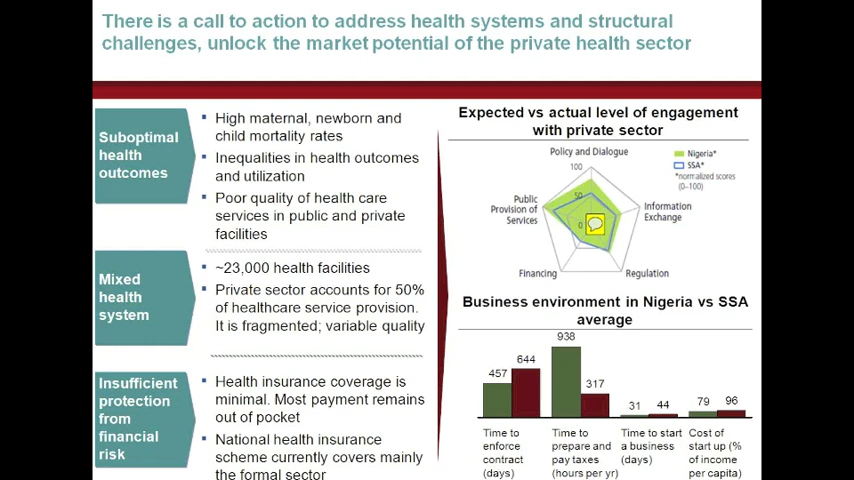 There is a call to action to address health systems and structural
challenges, unlock the market potential of the private health sector
Suboptimal
health
outcomes
▪ High maternal, newborn and
child mortality rates
▪ Inequalities in health outcomes
and utilization
▪ Poor quality of health care
services in public and private
facilities
Mixed
health
system
▪ ~23,000 health facilities
▪ Private sector accounts for 50%
of healthcare service provision.
It is fragmented; variable quality
Insufficient
protection
from
financial
risk
▪ Health insurance coverage is
minimal. Most payment remains
out of pocket
▪ National health insurance
scheme currently covers mainly
the formal sector
Expected vs actual level of engagement
with private sector
Policy and Dialogue
100
50
0
Nigeria*
SSA*
*normalized scores
(0–100)
Public
Provision of
Services
Information
Exchange
Financing
Regulation
Business environment in Nigeria vs SSA
average
457
644
938
317
31
44
79
96
Time to
enforce
contract
(days)
Time to
prepare and
pay taxes
(hours per yr)
Time to start
a business
(days)
Cost of
start up (%
of income
per capita)